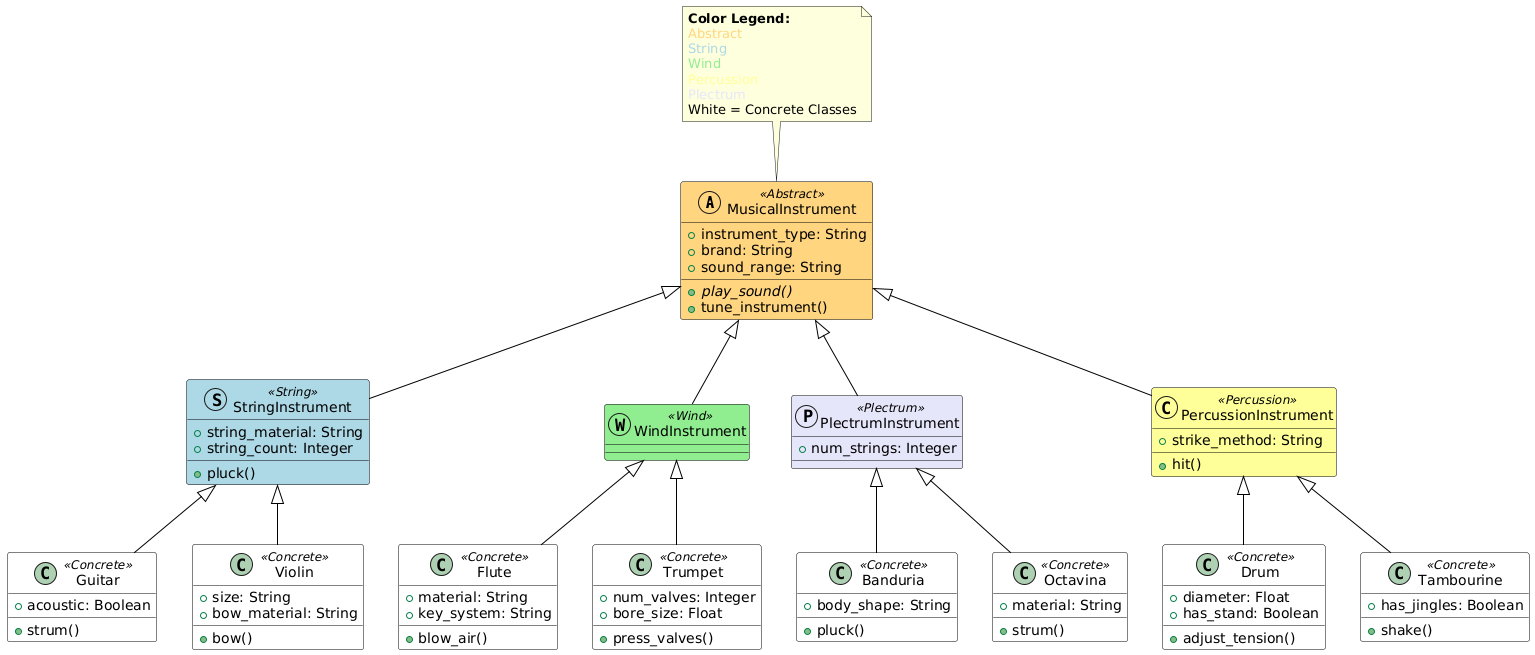 Color Legend:
Abstract
String
Wind
Percussion
Plectrum
White = Concrete Classes
A
«Abstract»
MusicalInstrument
instrument_type: String
brand: String
sound_range: String
play_sound()
tune_instrument()
S
«String»
StringInstrument
string_material: String
string_count: Integer
pluck()
W
«Wind»
WindInstrument
P
«Plectrum»
PlectrumInstrument
num_strings: Integer
C
«Percussion»
PercussionInstrument
strike_method: String
hit()
C
«Concrete»
Guitar
acoustic: Boolean
strum()
C
«Concrete»
Violin
size: String
bow_material: String
bow()
C
«Concrete»
Flute
material: String
key_system: String
blow_air()
C
«Concrete»
Trumpet
num_valves: Integer
bore_size: Float
press_valves()
C
«Concrete»
Banduria
body_shape: String
pluck()
C
«Concrete»
Octavina
material: String
strum()
C
«Concrete»
Drum
diameter: Float
has_stand: Boolean
adjust_tension()
C
«Concrete»
Tambourine
has_jingles: Boolean
shake()